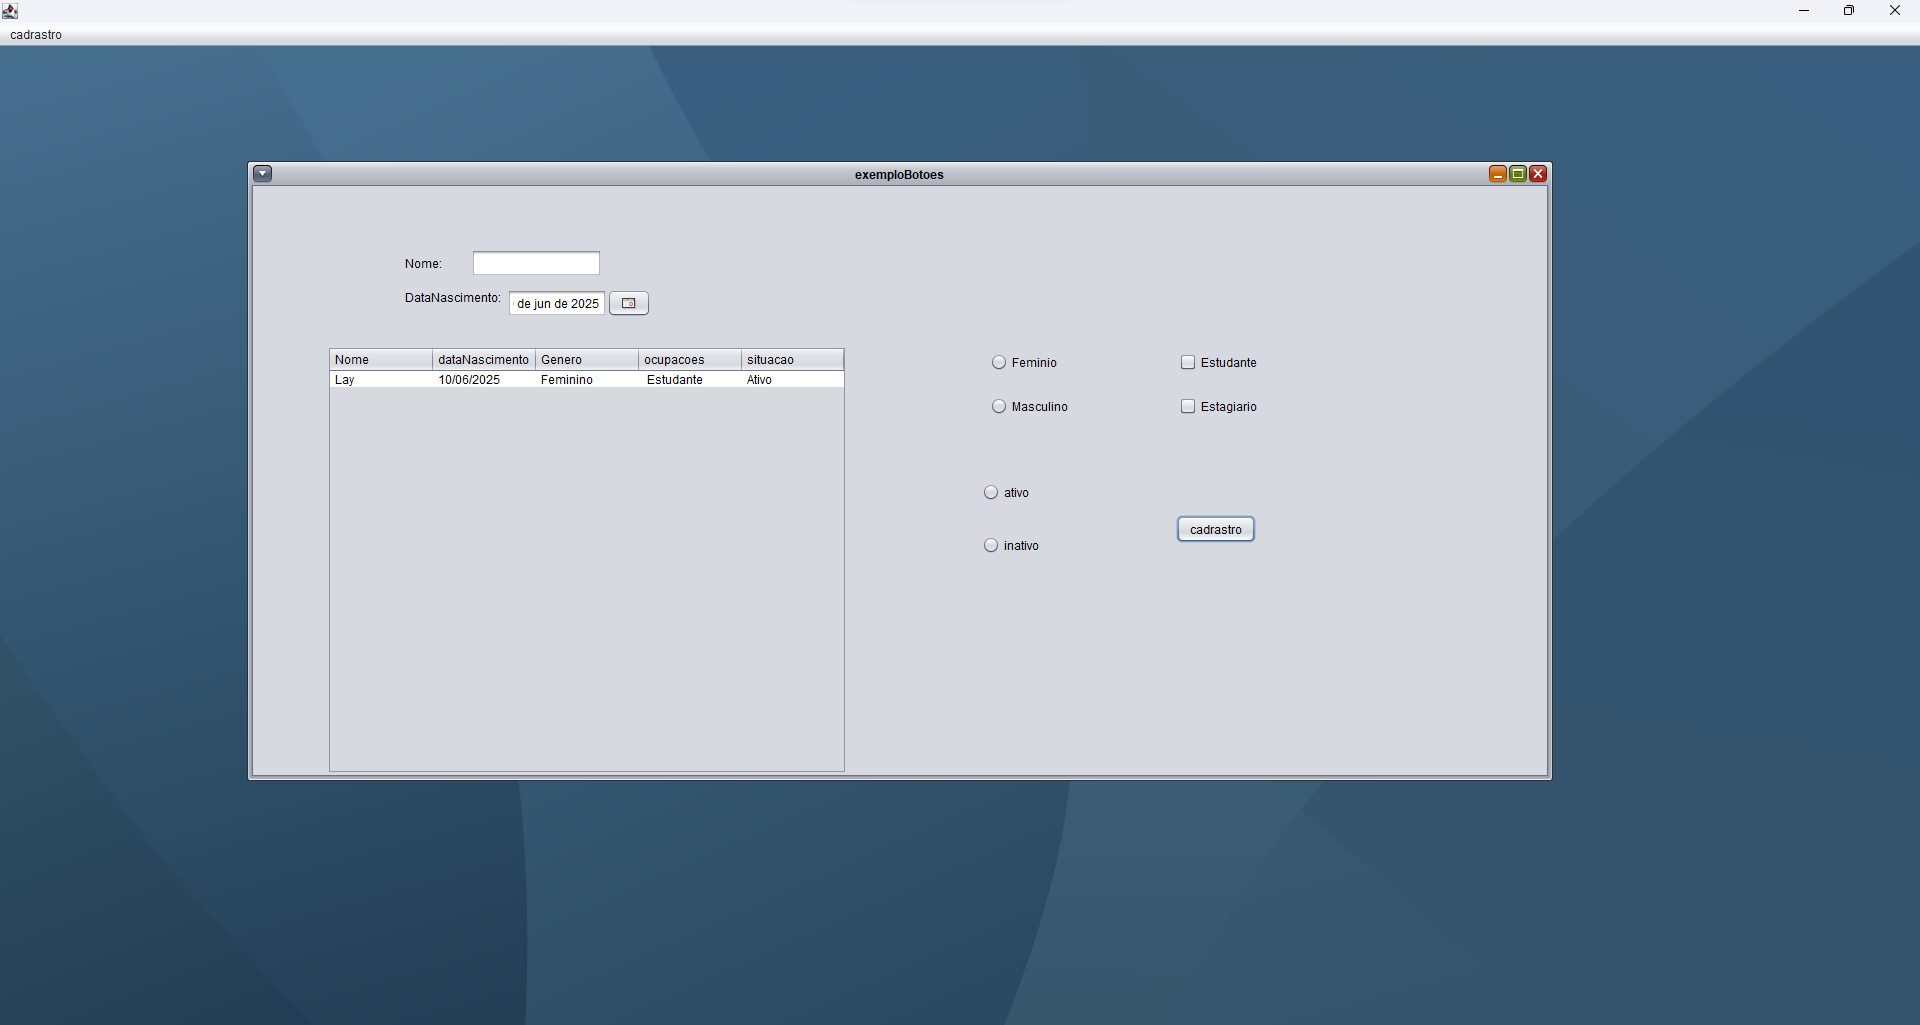 cadrastro
exemploBotoes
Nome:
DataNascimento: de jun de 2025
Nome dataNascimento Genero ocupacoes situacao
Lay 10/06/2025 Feminino Estudante Ativo
Feminio Estudante
Masculino Estagiario
ativo
cadrastro
inativo